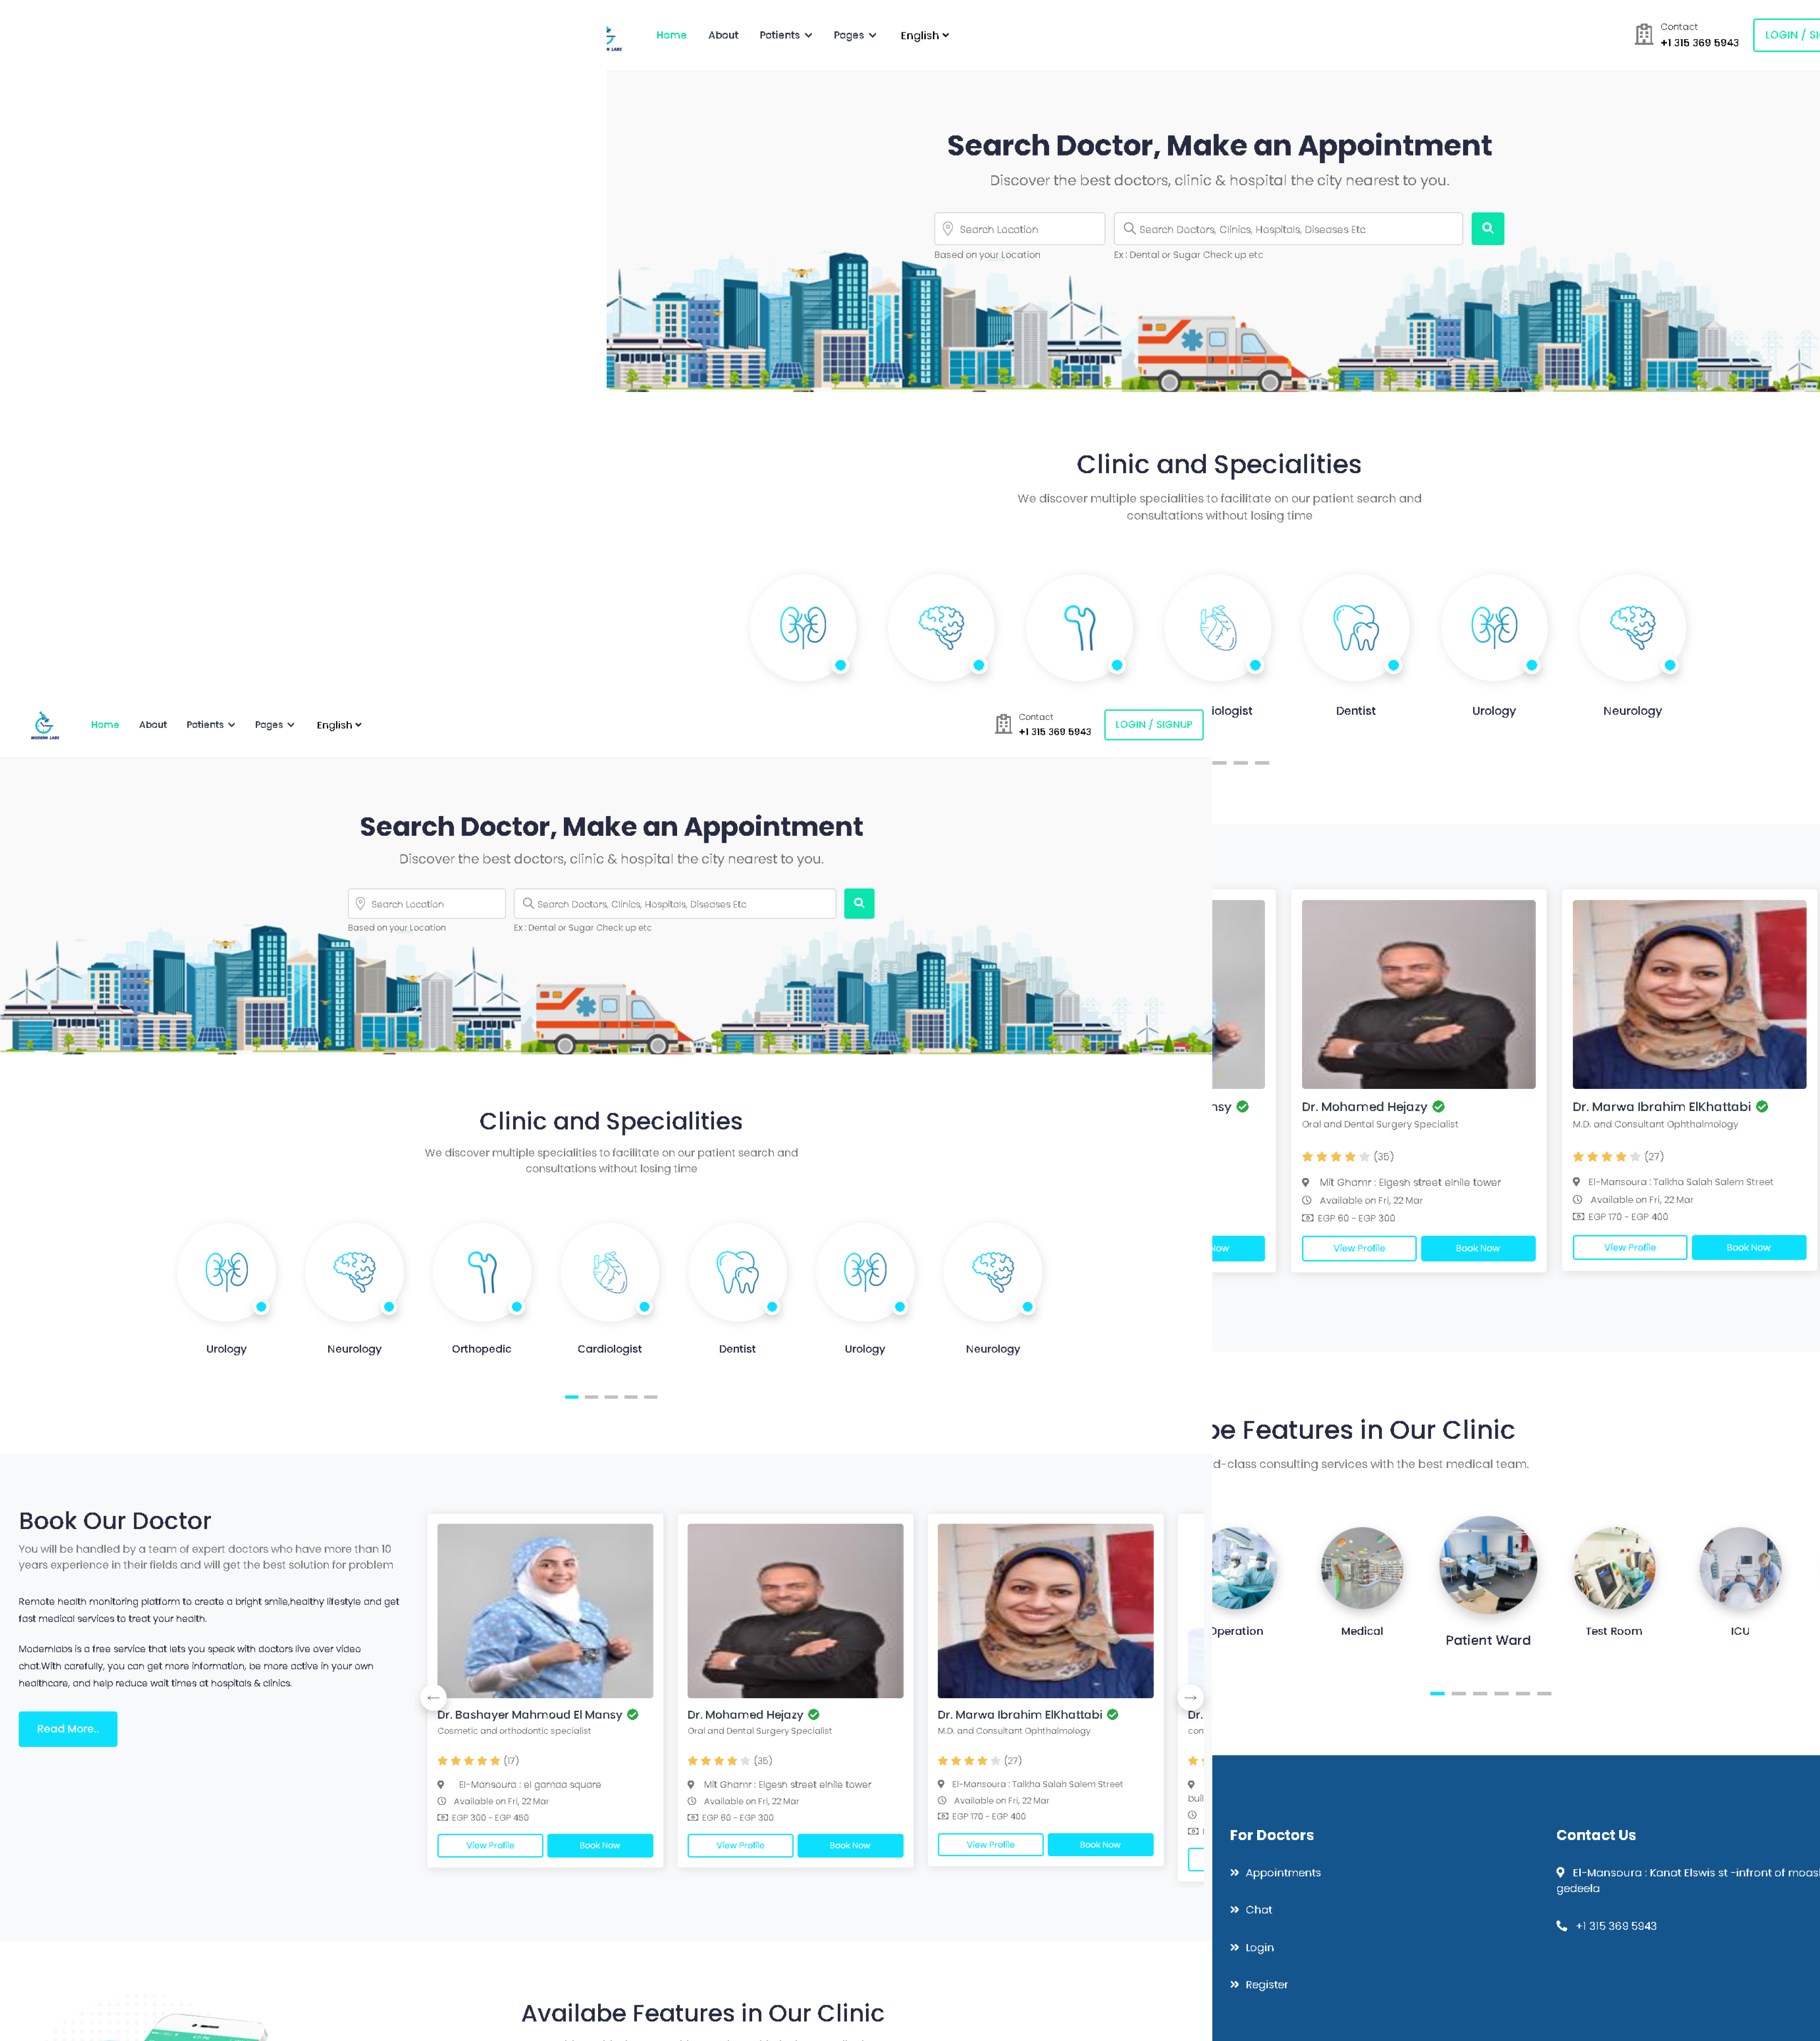 Home About Patients Pages English
Contact
+1 315 369 5943
LOGIN /
Search Doctor, Make an Appointment
Discover the best doctors, clinic & hospital the city nearest to you.
Search Location
Search Doctors, Clinics, Hospitals, Diseases Etc
Based on your Location
Ex : Dental or Sugar Check up etc
Clinic and Specialities
We discover multiple specialities to facilitate on our patient search and
consultations without losing time
iologist Dentist Urology Neurology
MODERN LABS
Home About Patients Pages English
Contact
+1 315 369 5943
LOGIN / SIGNUP
Search Doctor, Make an Appointment
Discover the best doctors, clinic & hospital the city nearest to you.
Search Location
Search Doctors, Clinics, Hospitals, Diseases Etc
Based on your Location
Ex : Dental or Sugar Check up etc
Clinic and Specialities
We discover multiple specialities to facilitate on our patient search and
consultations without losing time
Urology Neurology Orthopedic Cardiologist Dentist Urology Neurology
Book Our Doctor
You will be handled by a team of expert doctors who have more than 10
years experience in their fields and will get the best solution for problem
Remote health monitoring platform to create a bright smile,healthy lifestyle and get
fast medical services to treat your health.
Modernlabs is a free service that lets you speak with doctors live over video
chat.With carefully, you can get more information, be more active in your own
healthcare, and help reduce wait times at hospitals & clinics.
Read More..
Dr. Bashayer Mahmoud El Mansy
Cosmetic and orthodontic specialist
(17)
El-Mansoura : el gamaa square
Available on Fri, 22 Mar
EGP 300 - EGP 450
View Profile Book Now
Dr. Mohamed Hejazy
Oral and Dental Surgery Specialist
(35)
Mit Ghamr : Elgesh street elnile tower
Available on Fri, 22 Mar
EGP 60 - EGP 300
View Profile Book Now
Dr. Marwa Ibrahim ElKhattabi
M.D. and Consultant Ophthalmology
(27)
El-Mansoura : Talkha Salah Salem Street
Available on Fri, 22 Mar
EGP 170 - EGP 400
View Profile Book Now
Dr.
con
buil
Availabe Features in Our Clinic
nsy
Now
Dr. Mohamed Hejazy
Oral and Dental Surgery Specialist
(35)
Mit Ghamr : Elgesh street elnile tower
Available on Fri, 22 Mar
EGP 60 - EGP 300
View Profile Book Now
Dr. Marwa Ibrahim ElKhattabi
M.D. and Consultant Ophthalmology
(27)
El-Mansoura : Talkha Salah Salem Street
Available on Fri, 22 Mar
EGP 170 - EGP 400
View Profile Book Now
be Features in Our Clinic
d-class consulting services with the best medical team.
Operation Medical Patient Ward Test Room ICU
For Doctors
Appointments
Chat
Login
Register
Contact Us
El-Mansoura : Kanat Elswis st -infront of
gedeela
+1 315 369 5943